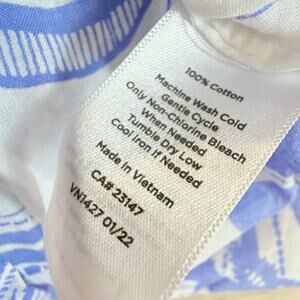 100% Cotton
Machine Wash Cold
Gentle Cycle
Only Non-Chlorine Bleach
When Needed
Tumble Dry Low
Cool Iron if Needed
Made in Vietnam
CA# 23147
VN1427 01/22